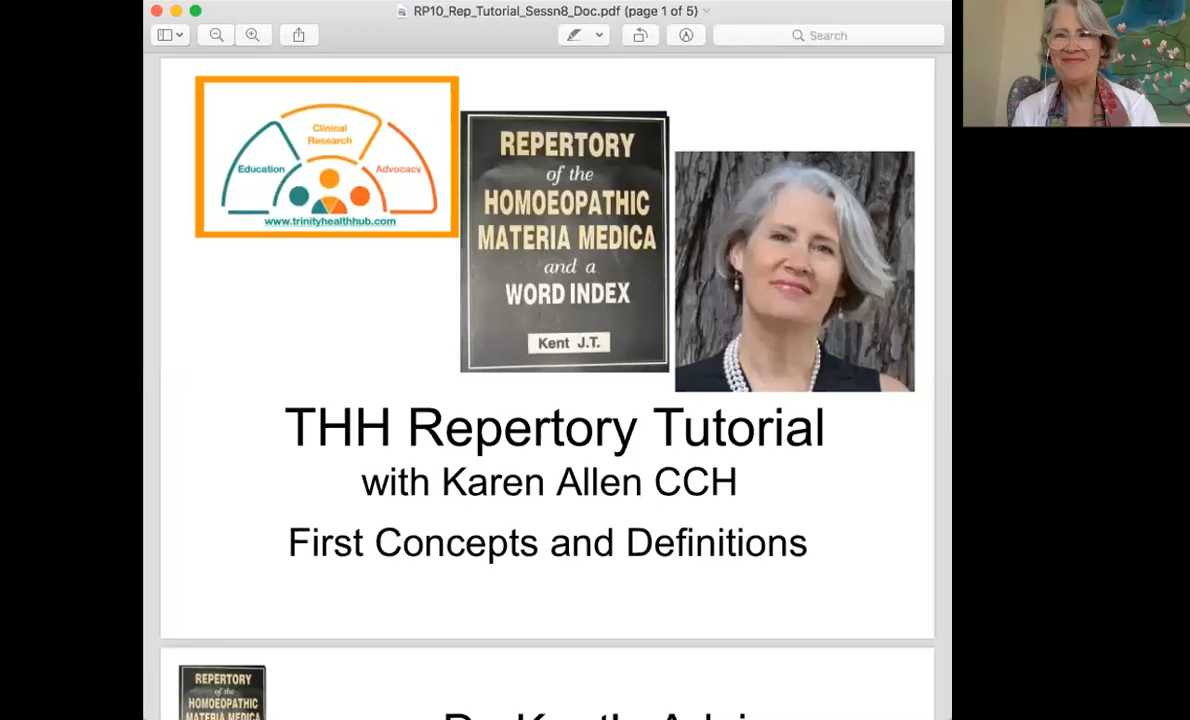 RP10_Rep_Tutorial_Sessn8_Doc.pdf (page 1 of 5)
Search
Clinical
Research
Education
Advocacy
www.trinityhealthhub.com
REPERTORY
of the
HOMOEOPATHIC
MATERIA MEDICA
and a
WORD INDEX
Kent J.T.
THH Repertory Tutorial
with Karen Allen CCH
First Concepts and Definitions
REPERTORY
of the
HOMOEOPATHIC
MATERIA MEDICA